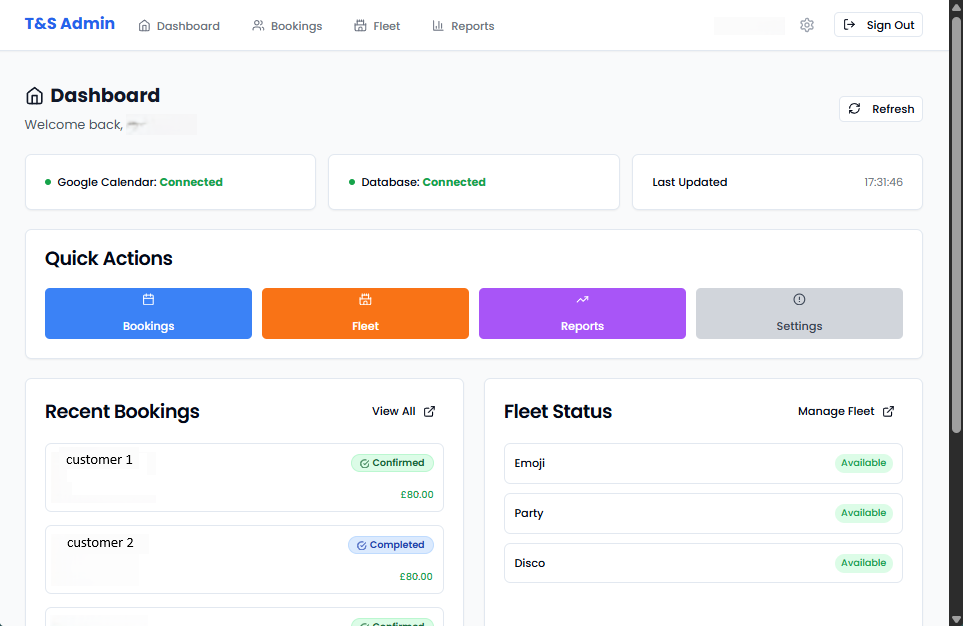 T&S Admin
Dashboard
Bookings
Fleet
Reports
Sign Out
Dashboard
Welcome back,
Refresh
Google Calendar: Connected
Database: Connected
Last Updated
17:31:46
Quick Actions
Bookings
Fleet
Reports
Settings
Recent Bookings
View All
customer 1
Confirmed
£80.00
customer 2
Completed
£80.00
Confirmed
Fleet Status
Manage Fleet
Emoji
Available
Party
Available
Disco
Available